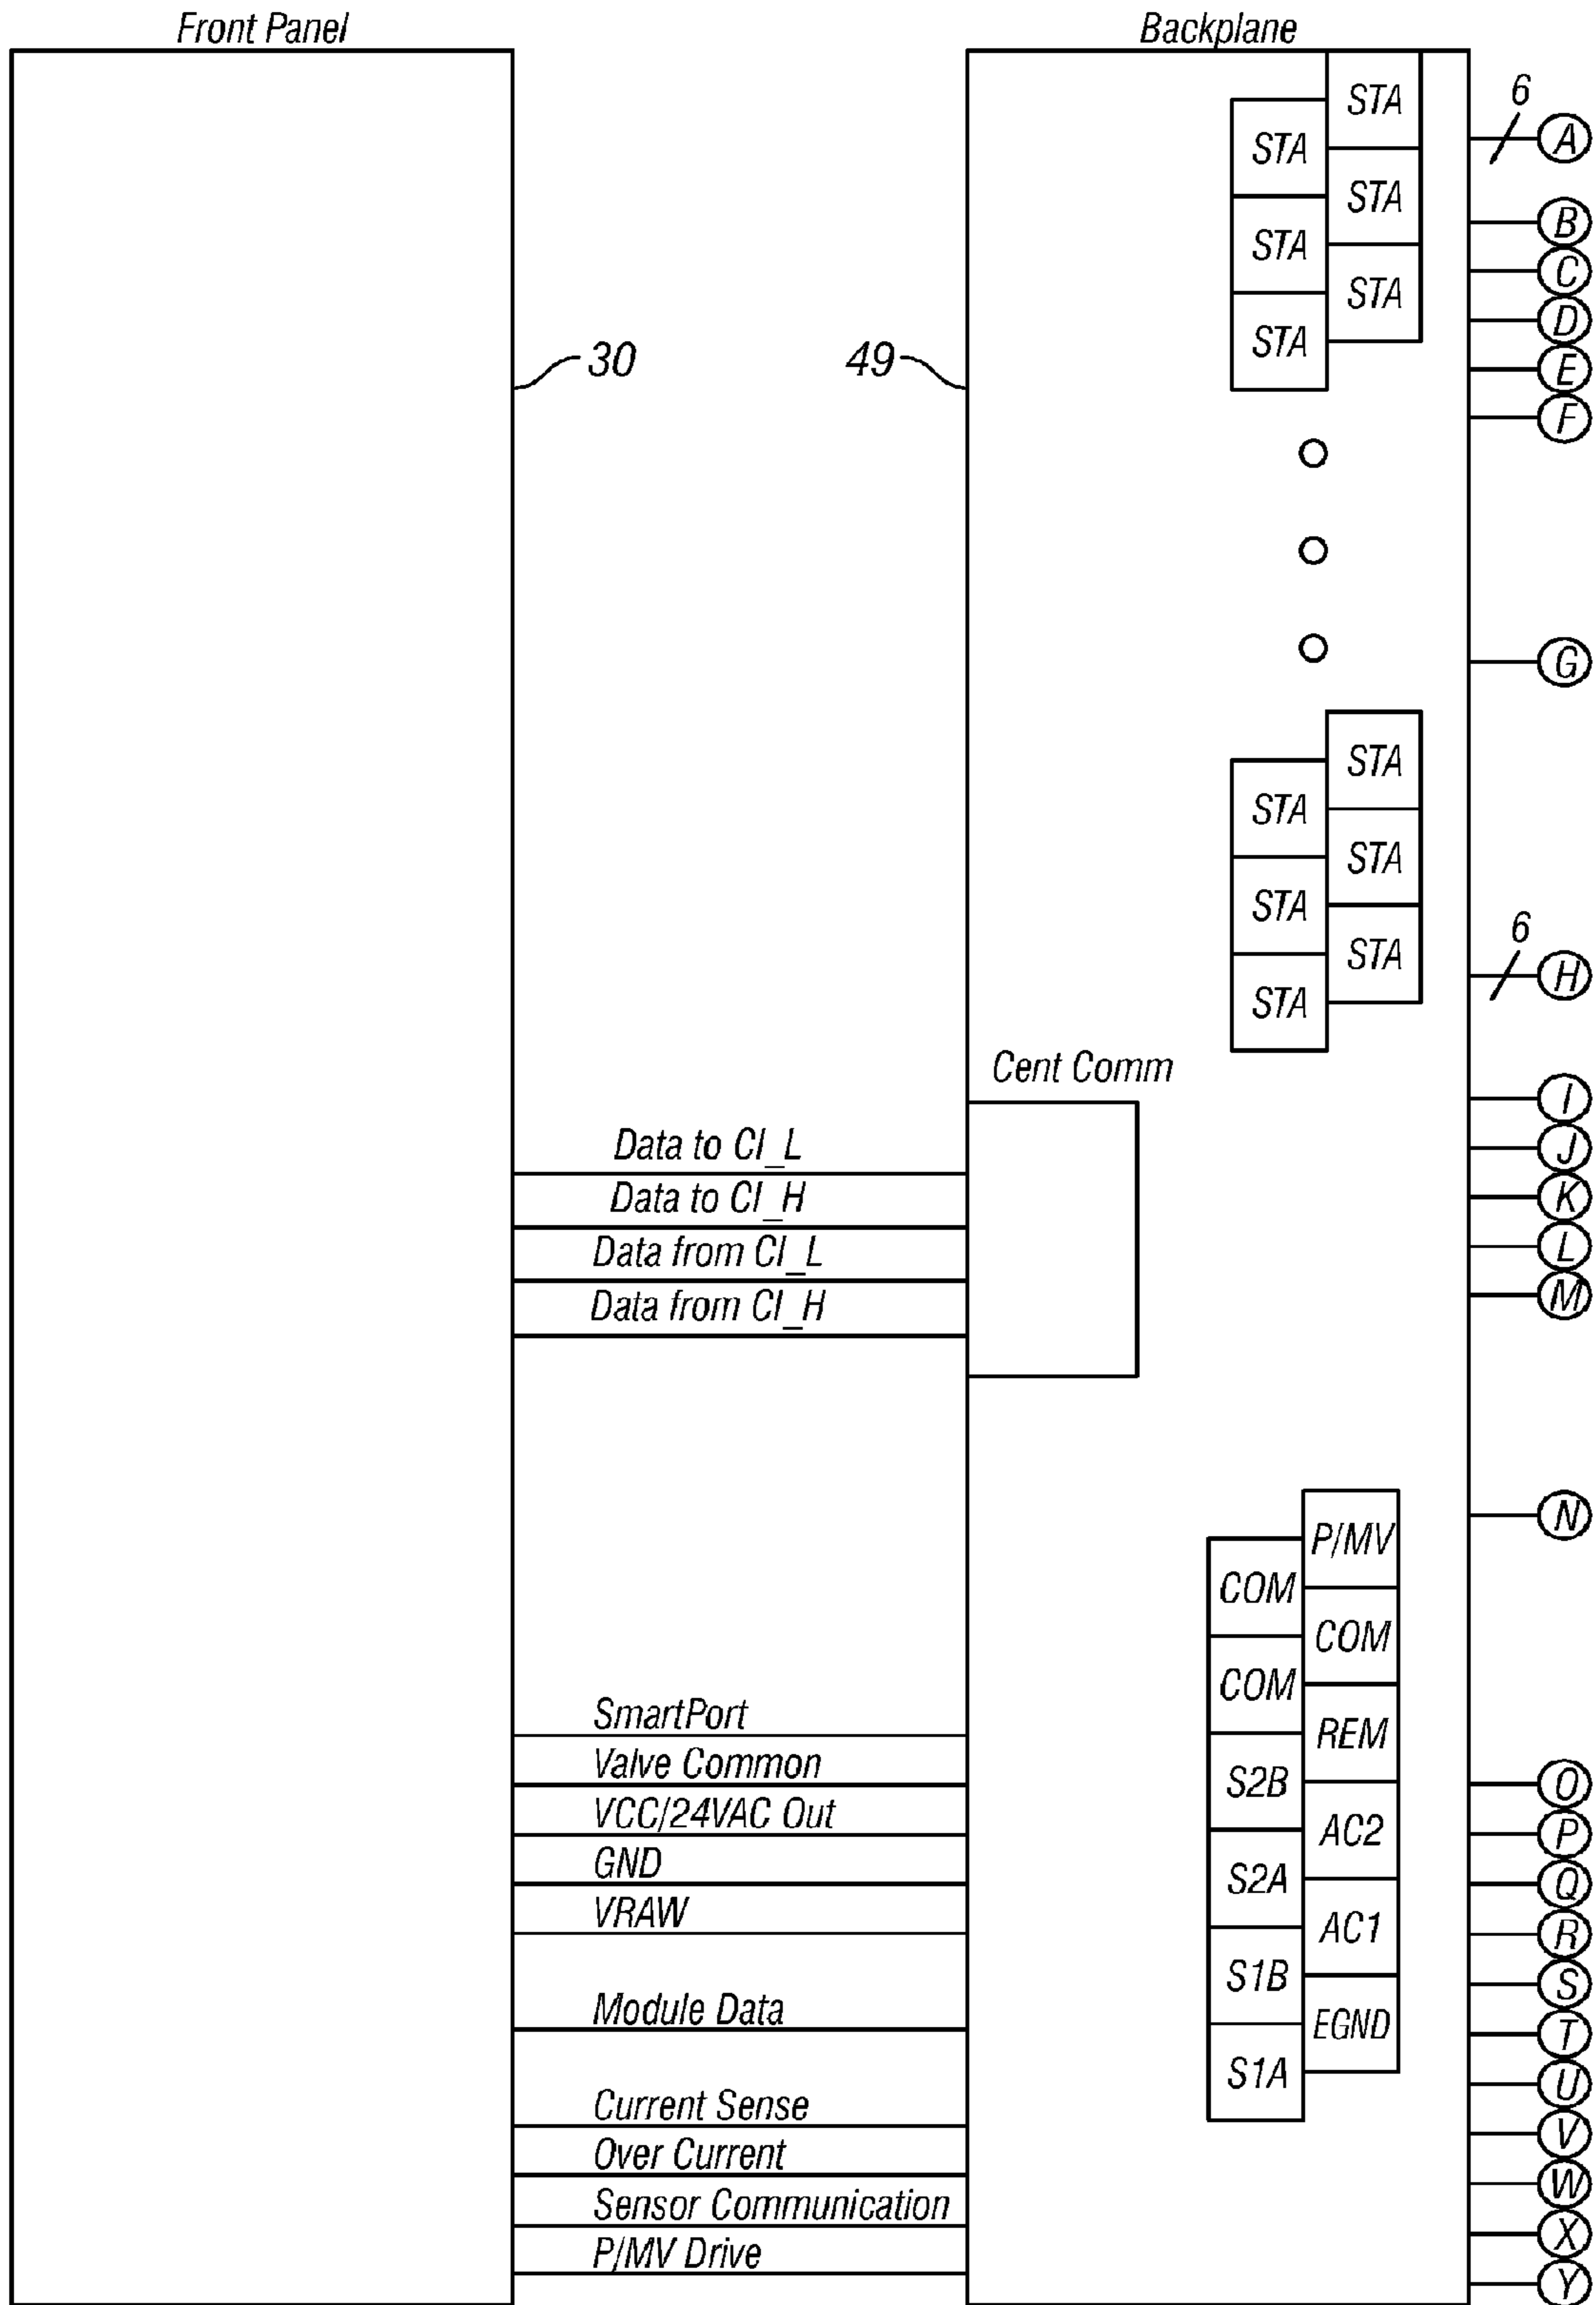 Front Panel
Backplane
STA
6
A
STA
STA
B
STA
C
STA
D
STA
30
49
E
F
G
STA
STA
STA
STA
6
STA
H
STA
Cent Comm
I
Data to CI_L
J
Data to CI_H
K
Data from CI_L
L
Data from CI_H
M
N
P/MV
COM
COM
COM
SmartPort
REM
Valve Common
S2B
O
VCC/24VAC Out
AC2
P
GND
S2A
Q
VRAW
AC1
R
S1B
S
Module Data
EGND
T
S1A
U
Current Sense
V
Over Current
W
Sensor Communication
X
P/MV Drive
Y